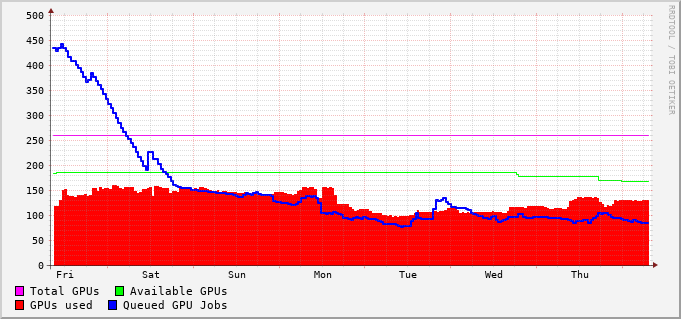 500
450
400
350
300
250
200
150
100
50
0
Fri Sat Sun Mon Tue Wed Thu
Total GPUs Available GPUs
GPUs used Queued GPU Jobs
RRDTOOL / TOBI OETIKER